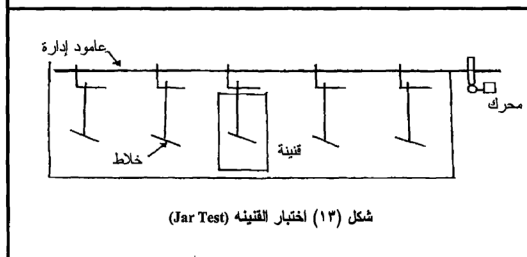 عامود إدارة
محرك
قنينة
خلاط
شكل (١٣) اختبار القنينه (Jar Test)